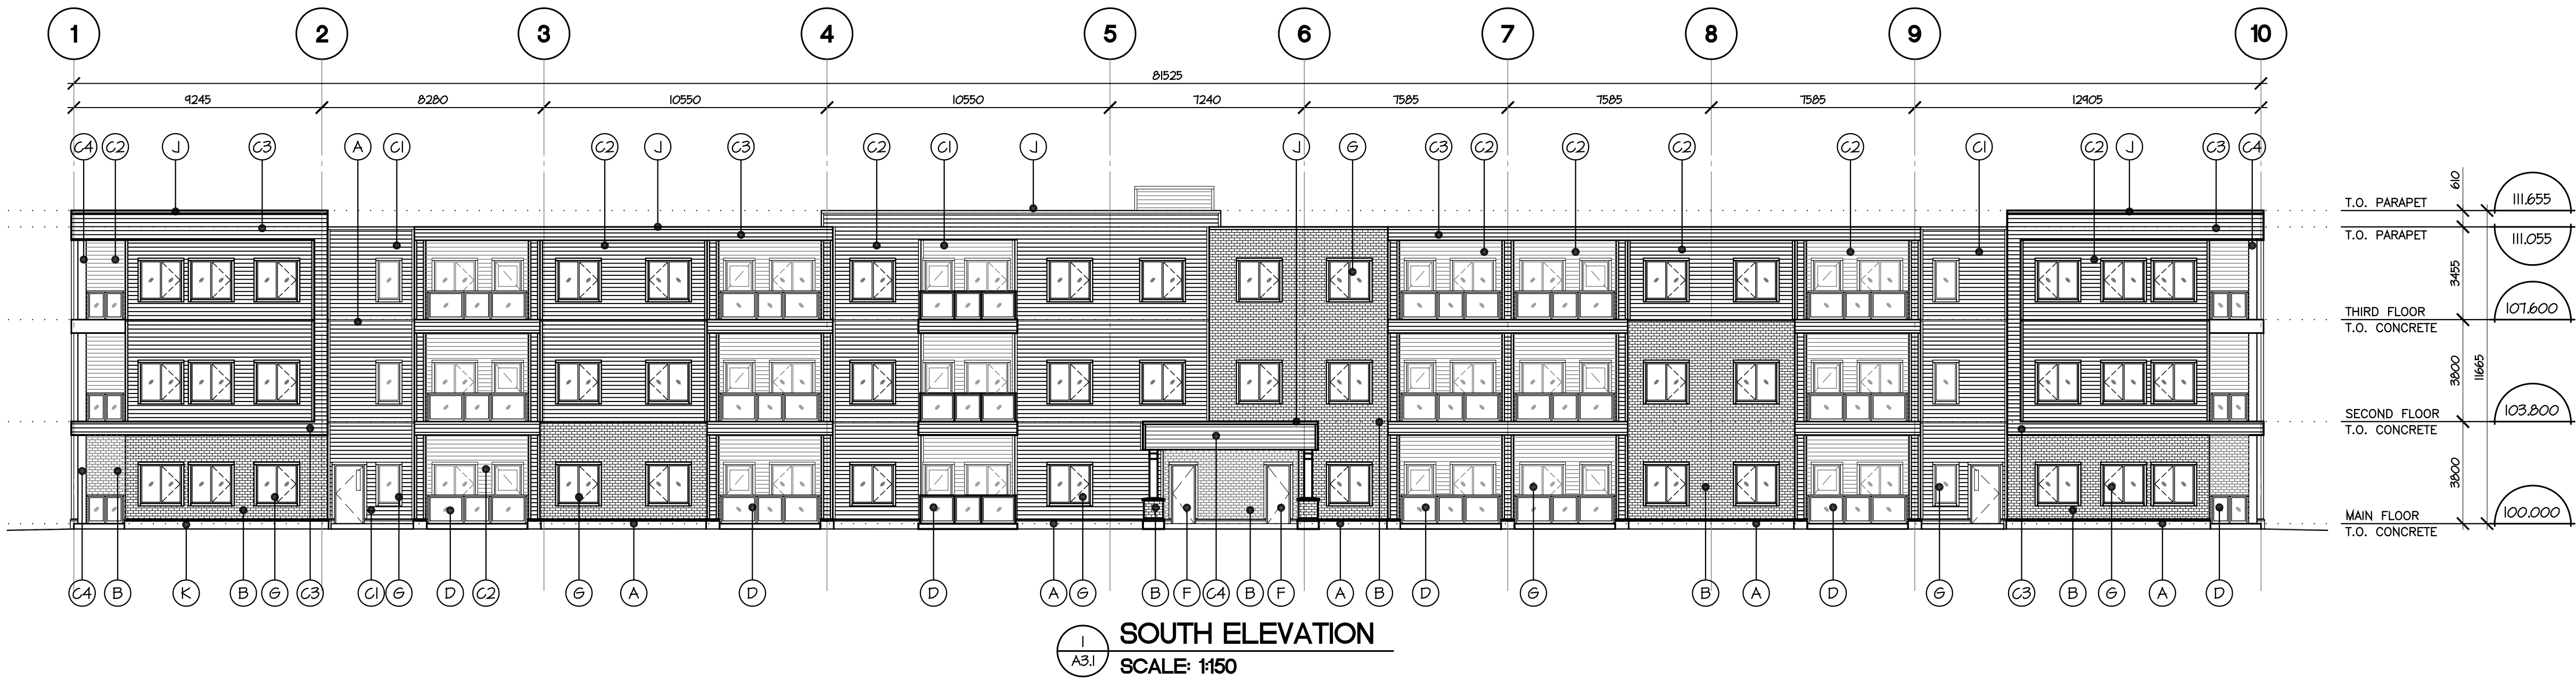 1 2 3 4 5 6 7 8 9 10
81525
9245 8280 10550 10550 7240 7585 7585 7585 12905
C4 C2 J C3 A C1 C2 J C3 C2 C1 J J G C3 C2 C2 C2 C2 C1 C2 J C3 C4
T.O. PARAPET 610 111.655
T.O. PARAPET 111.055
3455
THIRD FLOOR 107.600
T.O. CONCRETE
3800 11665
SECOND FLOOR 103.800
T.O. CONCRETE
3800
MAIN FLOOR 100.000
T.O. CONCRETE
C4 B K B G C3 C1 G D C2 G A D D A G B F C4 B F A B D G B A D G C3 B G A D
1
A3.1
SOUTH ELEVATION
SCALE: 1:150